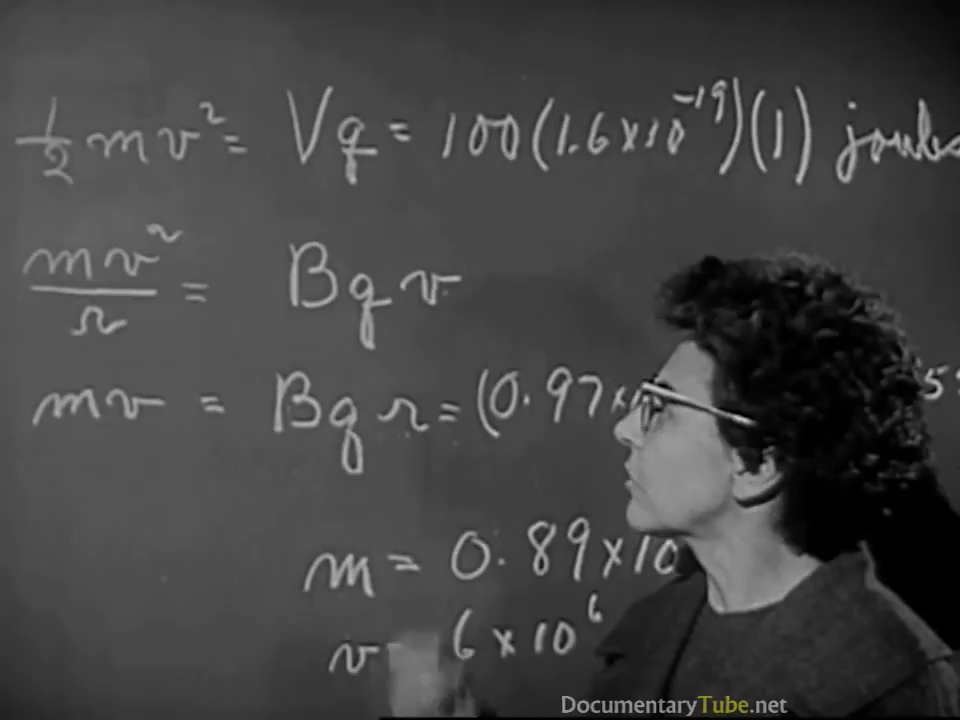 ½mv² = Vq = 100(1.6×10⁻¹⁹)(1) joules
mv²/r = Bqv
mv = Bqr = (0.97×
m = 0.89×10
v 6×10⁶
DocumentaryTube.net